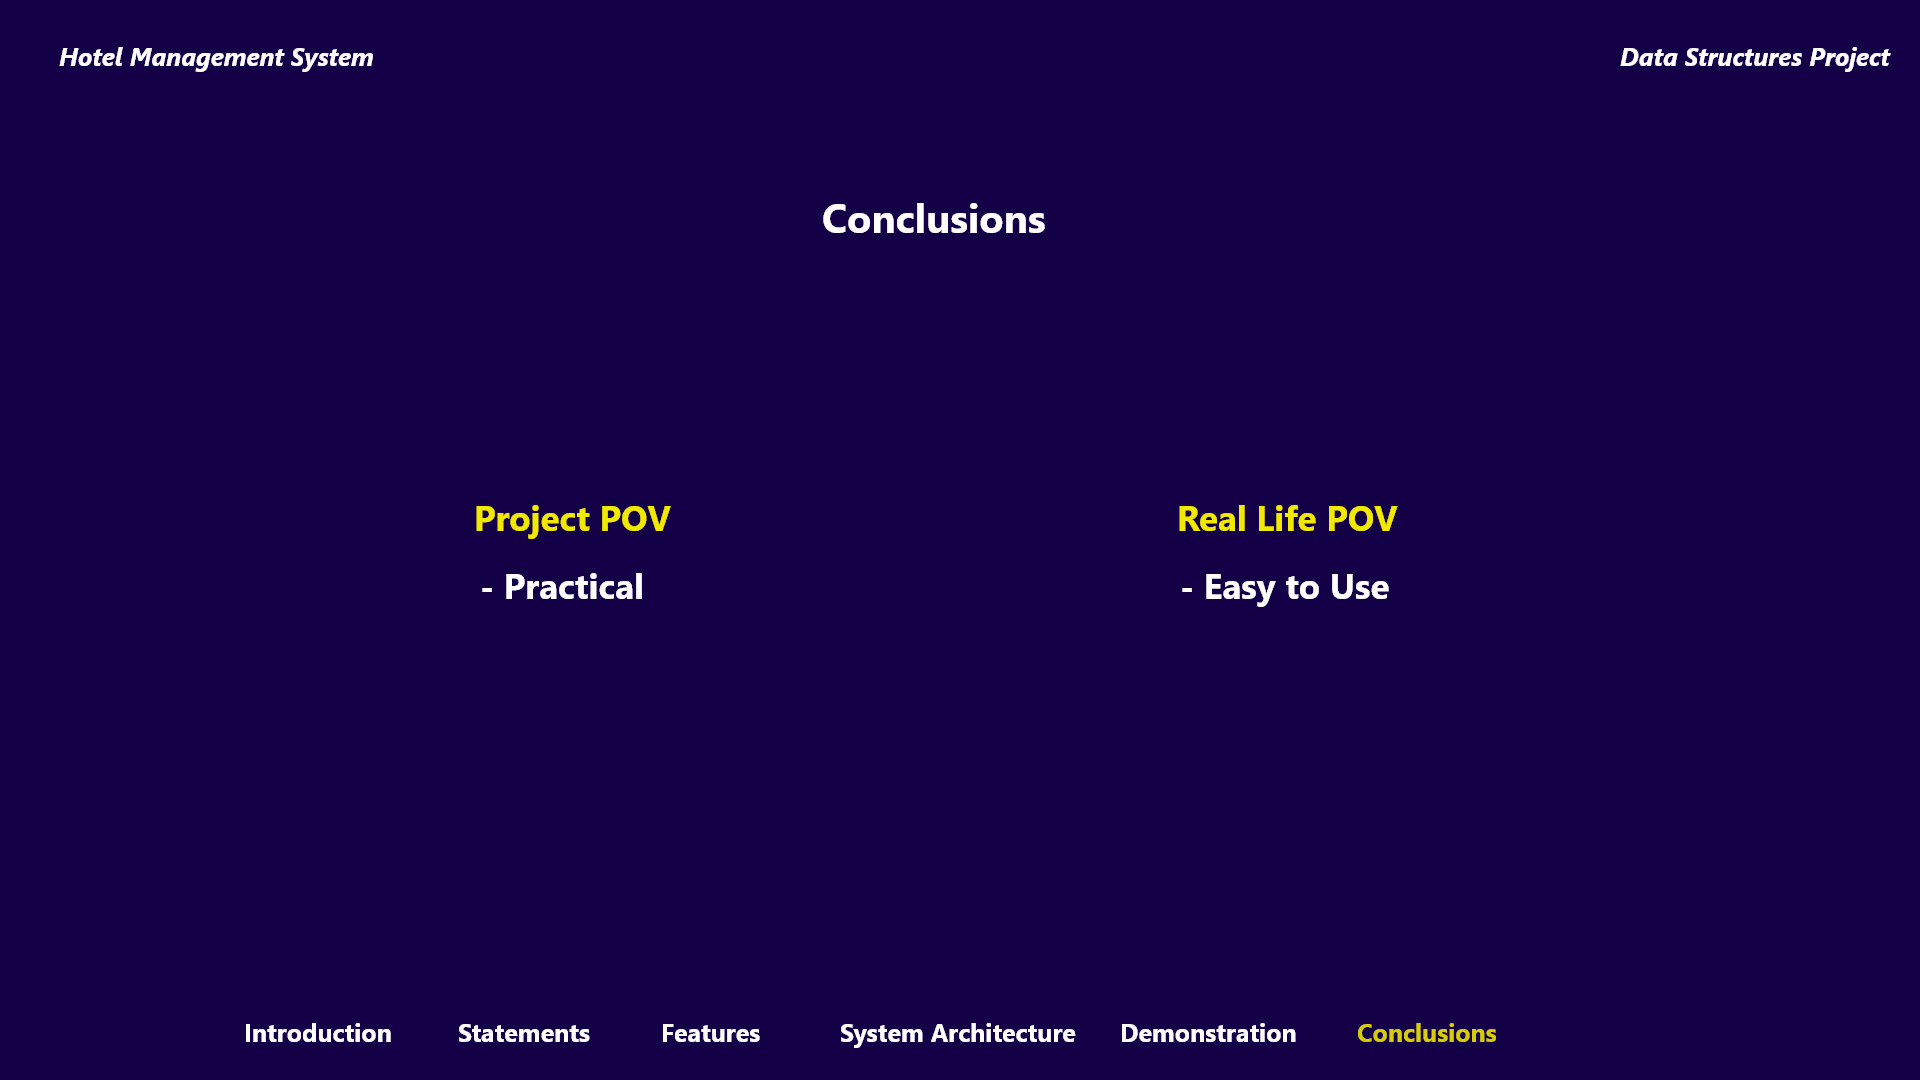 Hotel Management System
Data Structures Project
Conclusions
Project POV
- Practical
Real Life POV
- Easy to Use
Introduction
Statements
Features
System Architecture
Demonstration
Conclusions